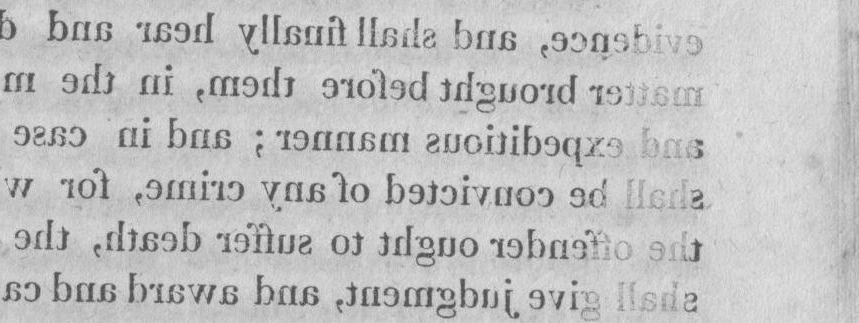 evidence, and shall finally hear and d
matter brought before them, in the m
and expeditious manner; and in case
shall be convicted of any crime, for w
the offender ought to suffer death, the
shall give judgment, and award and ca